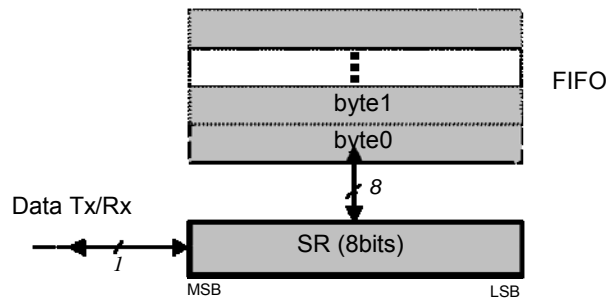 FIFO
byte1
byte0
8
Data Tx/Rx
SR (8bits)
1
MSB
LSB